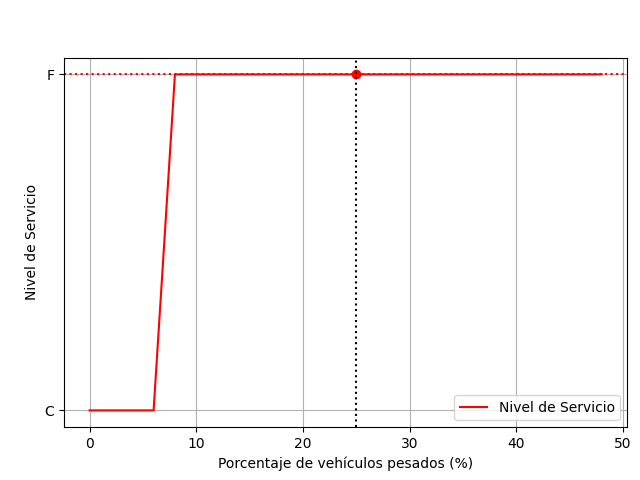 F
Nivel de Servicio
C
Nivel de Servicio
0 10 20 30 40 50
Porcentaje de vehículos pesados (%)